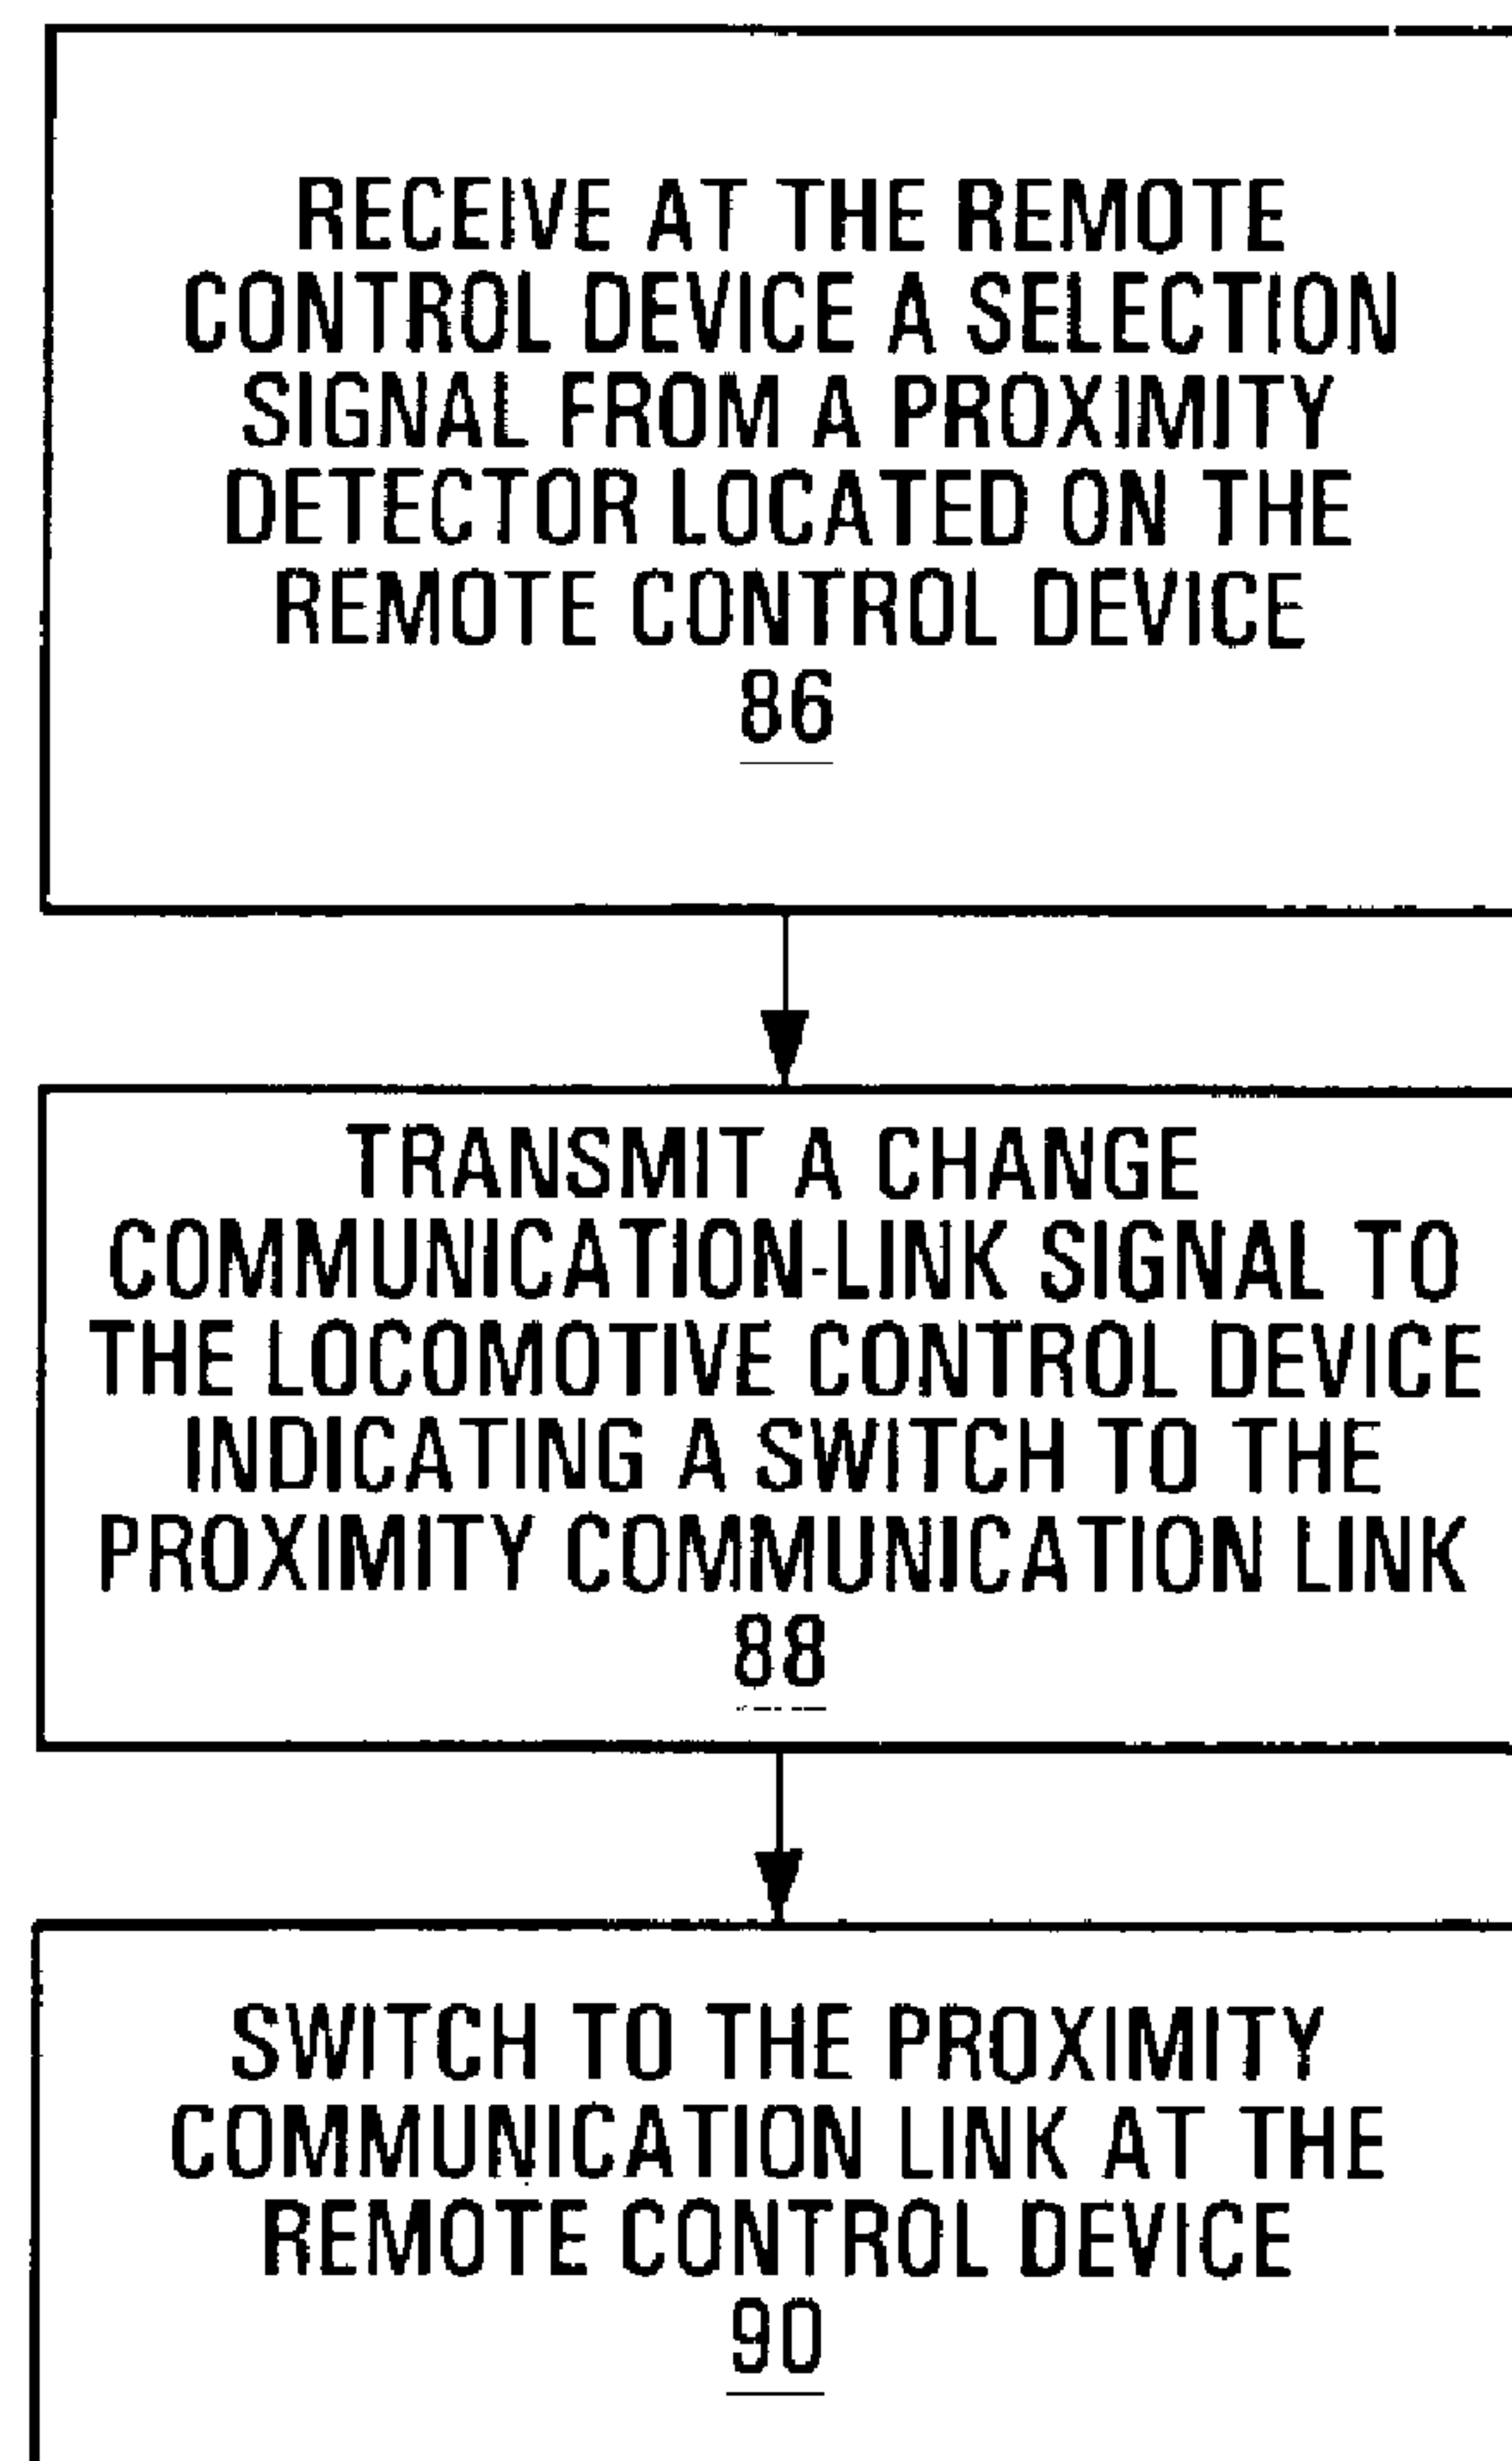 RECEIVE AT THE REMOTE
CONTROL DEVICE A SELECTION
SIGNAL FROM A PROXIMITY
DETECTOR LOCATED ON THE
REMOTE CONTROL DEVICE
86
TRANSMIT A CHANGE
COMMUNICATION-LINK SIGNAL TO
THE LOCOMOTIVE CONTROL DEVICE
INDICATING A SWITCH TO THE
PROXIMITY COMMUNICATION LINK
88
SWITCH TO THE PROXIMITY
COMMUNICATION LINK AT THE
REMOTE CONTROL DEVICE
90